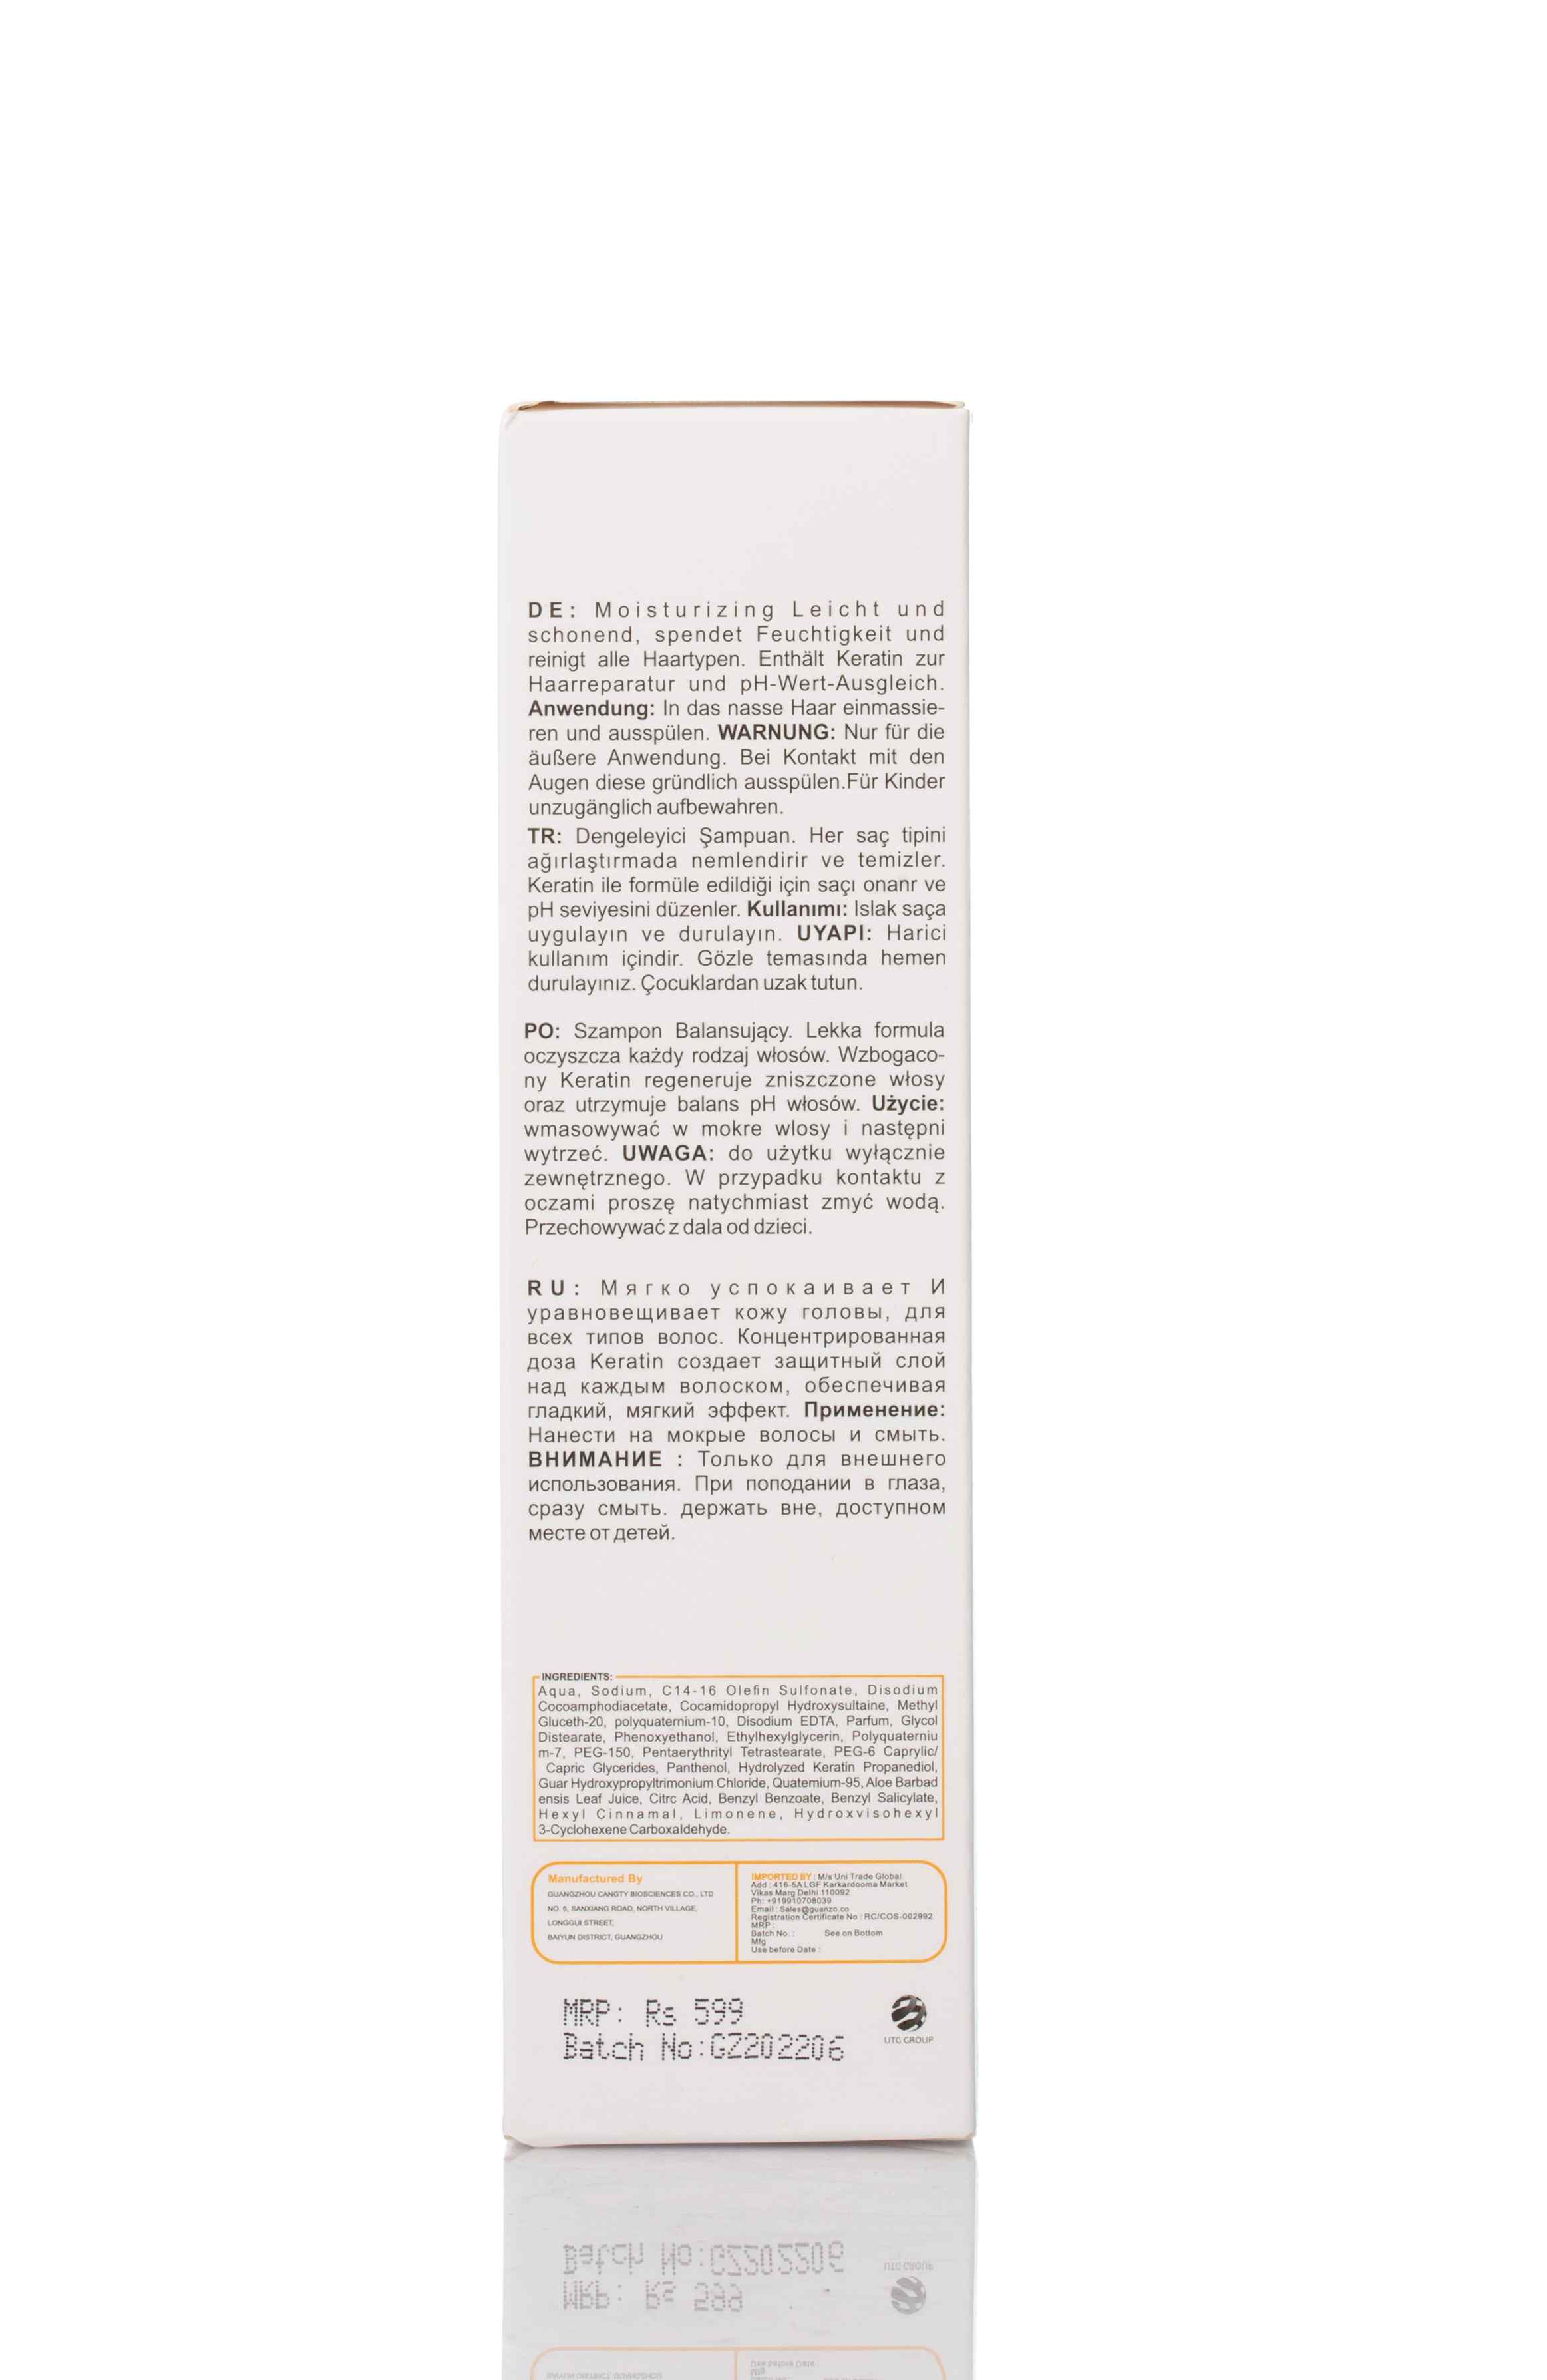 DE: Moisturizing Leicht und
schonend, spendet Feuchtigkeit und
reinigt alle Haartypen. Enthält Keratin zur
Haarreparatur und pH-Wert-Ausgleich.
Anwendung: In das nasse Haar einmassie-
ren und ausspülen. WARNUNG: Nur für die
äußere Anwendung. Bei Kontakt mit den
Augen diese gründlich ausspülen.Für Kinder
unzugänglich aufbewahren.
TR: Dengeleyici Şampuan. Her saç tipini
ağırlaştırmada nemlendirir ve temizler.
Keratin ile formüle edildiği için saçı onanr ve
pH seviyesini düzenler. Kullanımı: Islak saça
uygulayın ve durulayın. UYAPI: Harici
kullanım içindir. Gözle temasında hemen
durulayınız. Çocuklardan uzak tutun.
PO: Szampon Balansujący. Lekka formula
oczyszcza każdy rodzaj włosów. Wzbogaco-
ny Keratin regeneruje zniszczone włosy
oraz utrzymuje balans pH włosów. Użycie:
wmasowywać w mokre wlosy i następni
wytrzeć. UWAGA: do użytku wyłącznie
zewnętrznego. W przypadku kontaktu z
oczami proszę natychmiast zmyć wodą.
Przechowywać z dala od dzieci.
RU: Мягко успокаивает И
уравновещивает кожу головы, для
всех типов волос. Концентрированная
доза Keratin создает защитный слой
над каждым волоском, обеспечивая
гладкий, мягкий эффект. Применение:
Нанести на мокрые волосы и смыть.
ВНИМАНИЕ : Только для внешнего
использования. При поподании в глаза,
сразу смыть. держать вне, доступном
месте от детей.
INGREDIENTS:
Aqua, Sodium, C14-16 Olefin Sulfonate, Disodium
Cocoamphodiacetate, Cocamidopropyl Hydroxysultaine, Methyl
Gluceth-20, polyquaternium-10, Disodium EDTA, Parfum, Glycol
Distearate, Phenoxyethanol, Ethylhexylglycerin, Polyquaterniu
m-7, PEG-150, Pentaerythrityl Tetrastearate, PEG-6 Caprylic/
Capric Glycerides, Panthenol, Hydrolyzed Keratin Propanediol,
Guar Hydroxypropyltrimonium Chloride, Quatemium-95, Aloe Barbad
ensis Leaf Juice, Citrc Acid, Benzyl Benzoate, Benzyl Salicylate,
Hexyl Cinnamal, Limonene, Hydroxvisohexyl
3-Cyclohexene Carboxaldehyde.
Manufactured By
GUANGZHOU CANGTY BIOSCIENCES CO., LTD
NO. 6, SANXIANG ROAD, NORTH VILLAGE,
LONGGUI STREET,
BAIYUN DISTRICT, GUANGZHOU
IMPORTED BY : M/s Uni Trade Global
Add : 416-5A LGF Karkardooma Market
Vikas Marg Delhi 110092
Ph: +919910708039
Email : Sales@guanzo.co
Registration Certificate No : RC/COS-002992
MRP :
Batch No. : See on Bottom
Mfg
Use before Date :
MRP: Rs 599
Batch No:GZ202206
UTG GROUP